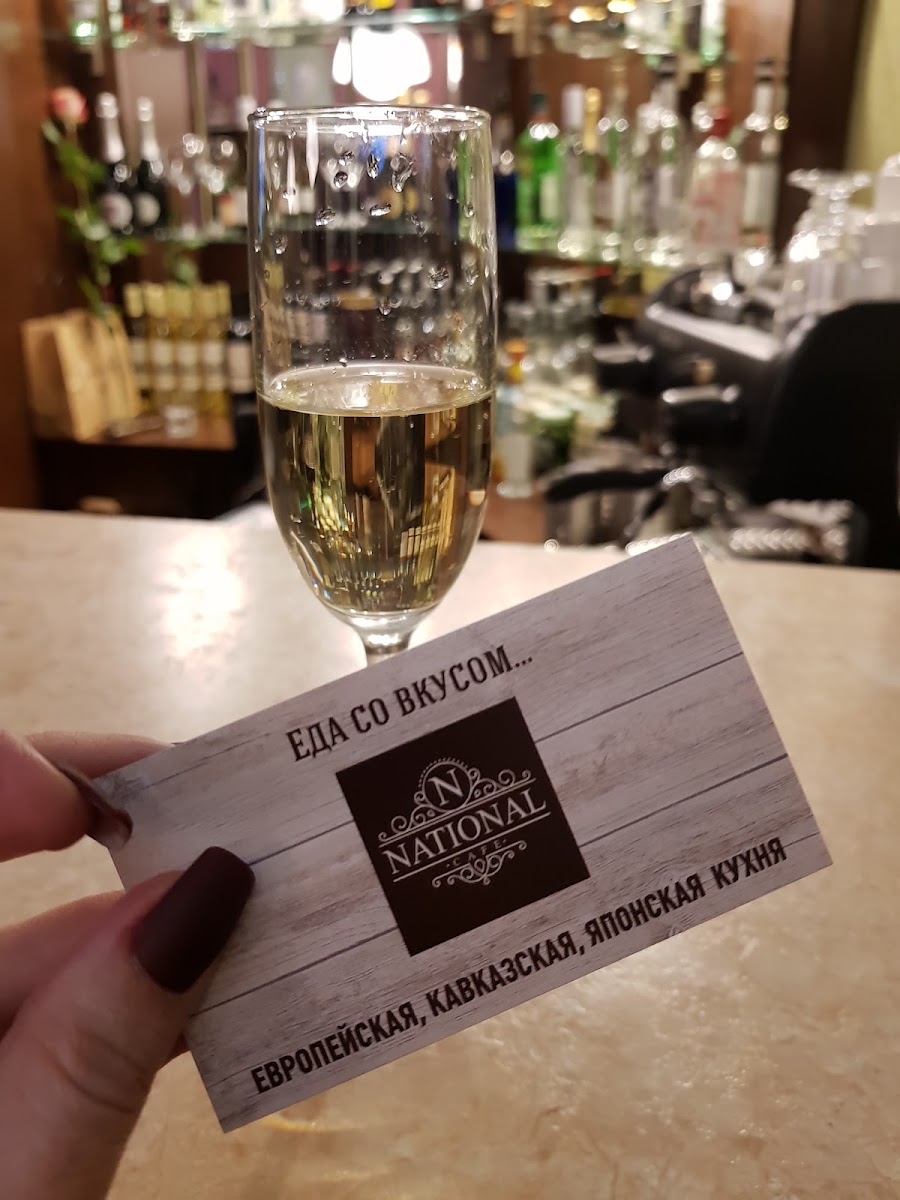 ЕДА СО ВКУСОМ...
N
NATIONAL
·CAFE·
ЕВРОПЕЙСКАЯ, КАВКАЗСКАЯ, ЯПОНСКАЯ КУХНЯ